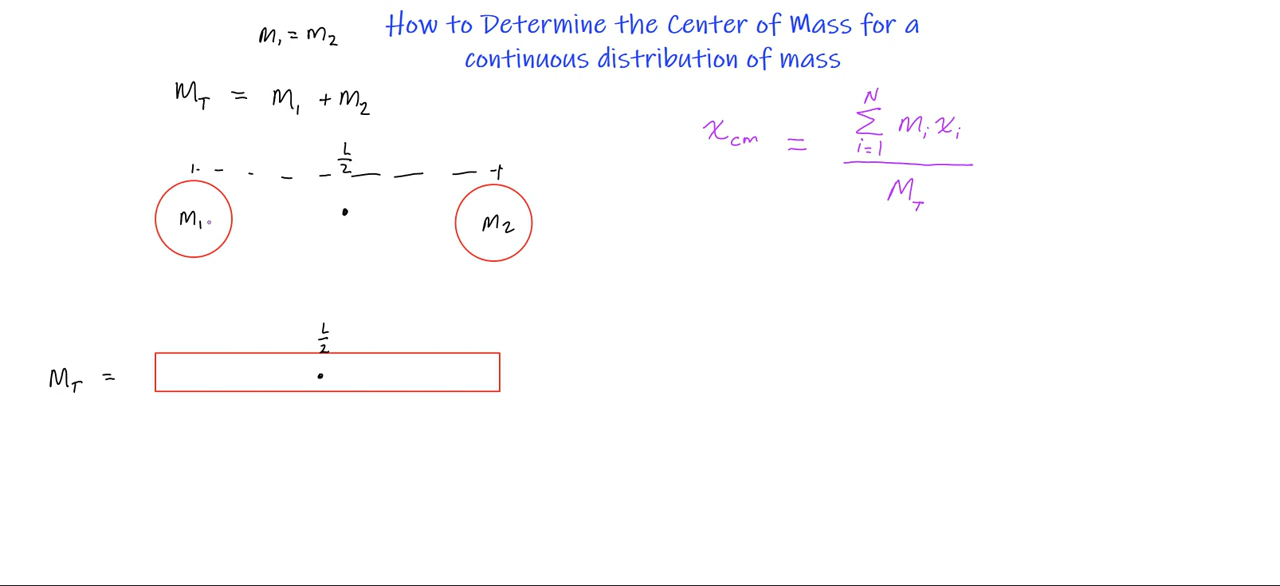 m₁ = m₂
How to Determine the Center of Mass for a
continuous distribution of mass
M_T = M₁ + M₂
L/2
M₁
M₂
x_cm = Σ_{i=1}^{N} m_i x_i / M_T
L/2
M_T =